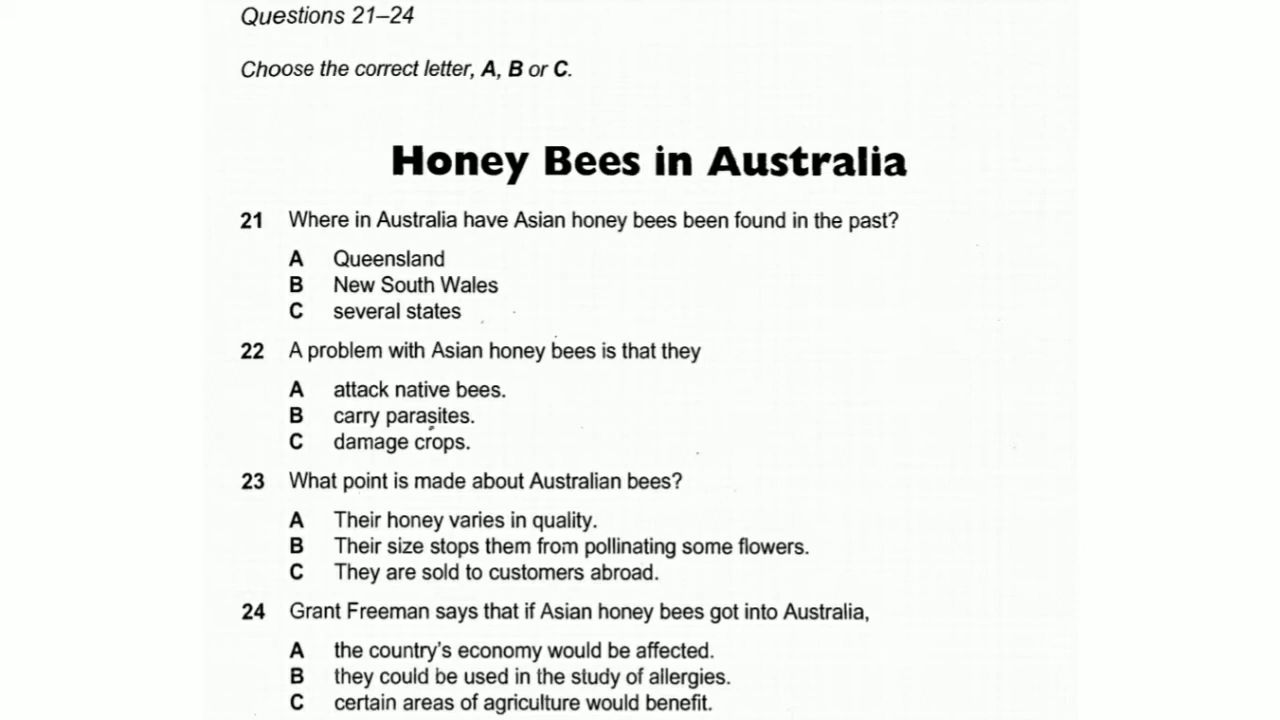 Questions 21–24
Choose the correct letter, A, B or C.
Honey Bees in Australia
21 Where in Australia have Asian honey bees been found in the past?
A Queensland
B New South Wales
C several states
22 A problem with Asian honey bees is that they
A attack native bees.
B carry parasites.
C damage crops.
23 What point is made about Australian bees?
A Their honey varies in quality.
B Their size stops them from pollinating some flowers.
C They are sold to customers abroad.
24 Grant Freeman says that if Asian honey bees got into Australia,
A the country's economy would be affected.
B they could be used in the study of allergies.
C certain areas of agriculture would benefit.